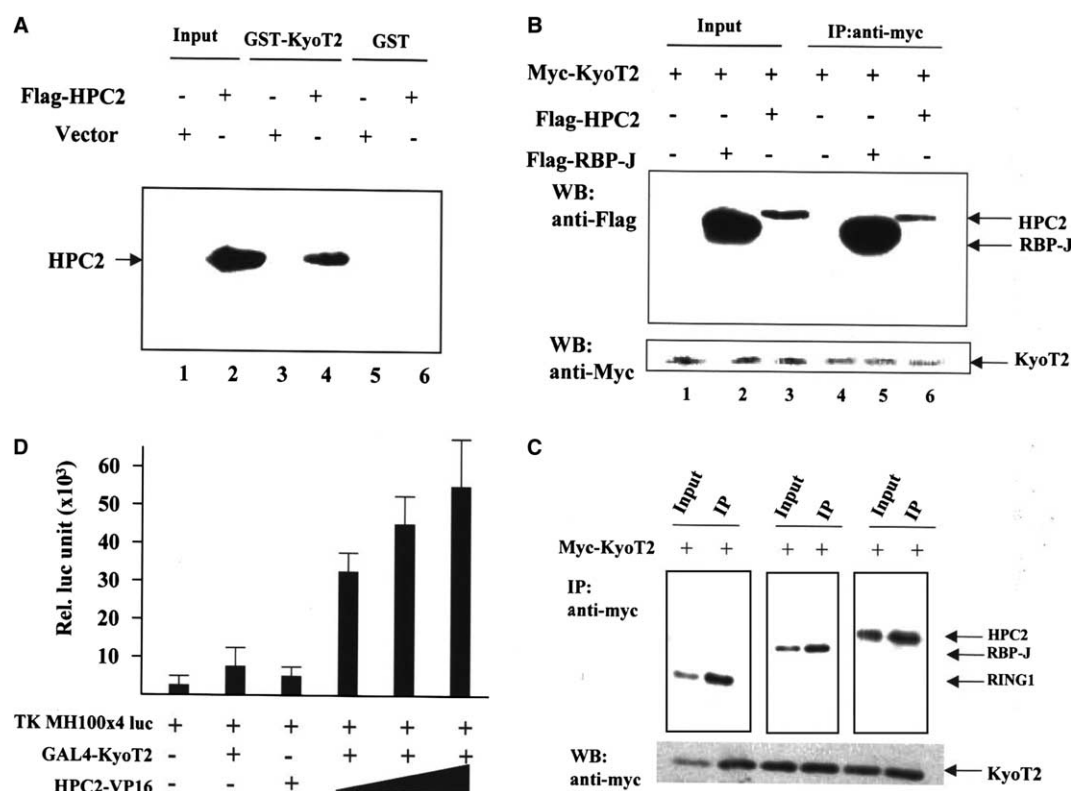 A
Input GST-KyoT2 GST
Flag-HPC2 - + - + - +
Vector + - + - + -
HPC2
1 2 3 4 5 6
B
Input IP:anti-myc
Myc-KyoT2 + + + + + +
Flag-HPC2 - - + - - +
Flag-RBP-J - + - - + -
WB:
anti-Flag
HPC2
RBP-J
WB:
anti-Myc
KyoT2
1 2 3 4 5 6
D
Rel. luc unit (x10³)
60
50
40
30
20
10
TK MH100x4 luc + + + + + +
GAL4-KyoT2 - + - + + +
HPC2-VP16 - - +
C
Input IP Input IP Input IP
Myc-KyoT2 + + + + + +
IP:
anti-myc
HPC2
RBP-J
RING1
WB:
anti-myc
KyoT2